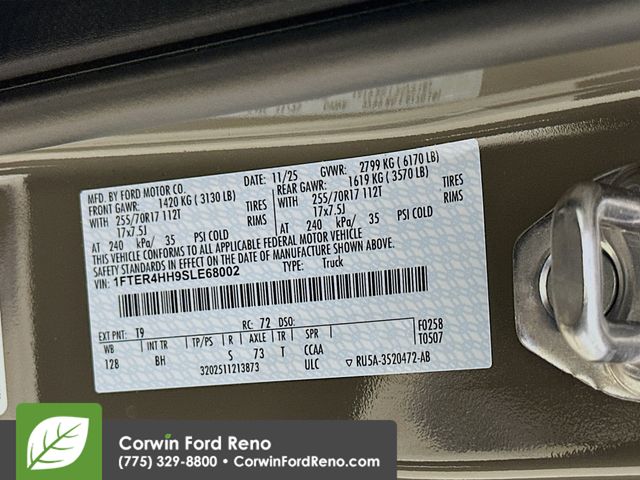 MFD. BY FORD MOTOR CO.
DATE: 11/25 GVWR: 2799 KG ( 6170 LB)
FRONT GAWR: 1420 KG ( 3130 LB)
REAR GAWR: 1619 KG ( 3570 LB)
WITH 255/70R17 112T TIRES
WITH 255/70R17 112T TIRES
17x7.5J RIMS
17x7.5J RIMS
AT 240 kPa/ 35 PSI COLD
AT 240 kPa/ 35 PSI COLD
THIS VEHICLE CONFORMS TO ALL APPLICABLE FEDERAL MOTOR VEHICLE
SAFETY STANDARDS IN EFFECT ON THE DATE OF MANUFACTURE SHOWN ABOVE.
VIN: 1FTER4HH9SLE68002 TYPE: Truck
EXT PNT: T9 RC: 72 DSO: F0258
WB INT TR TP/PS R AXLE TR SPR T0507
128 BH S 73 T CCAA
3202511213873 ULC RU5A-3520472-AB
Corwin Ford Reno
(775) 329-8800 • CorwinFordReno.com